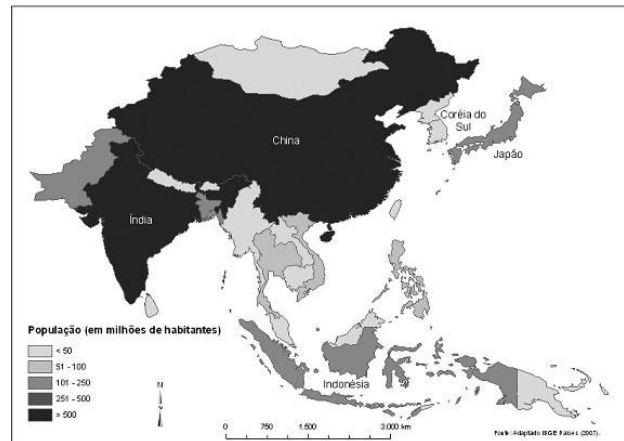 Coréia do
Sul
China
Japão
Índia
População (em milhões de habitantes)
< 50
51 - 100
101 - 250
251 - 500
> 500
Indonésia
N
0 750 1.500 3.000 km
Fonte: Adaptado IBGE Países (2007).